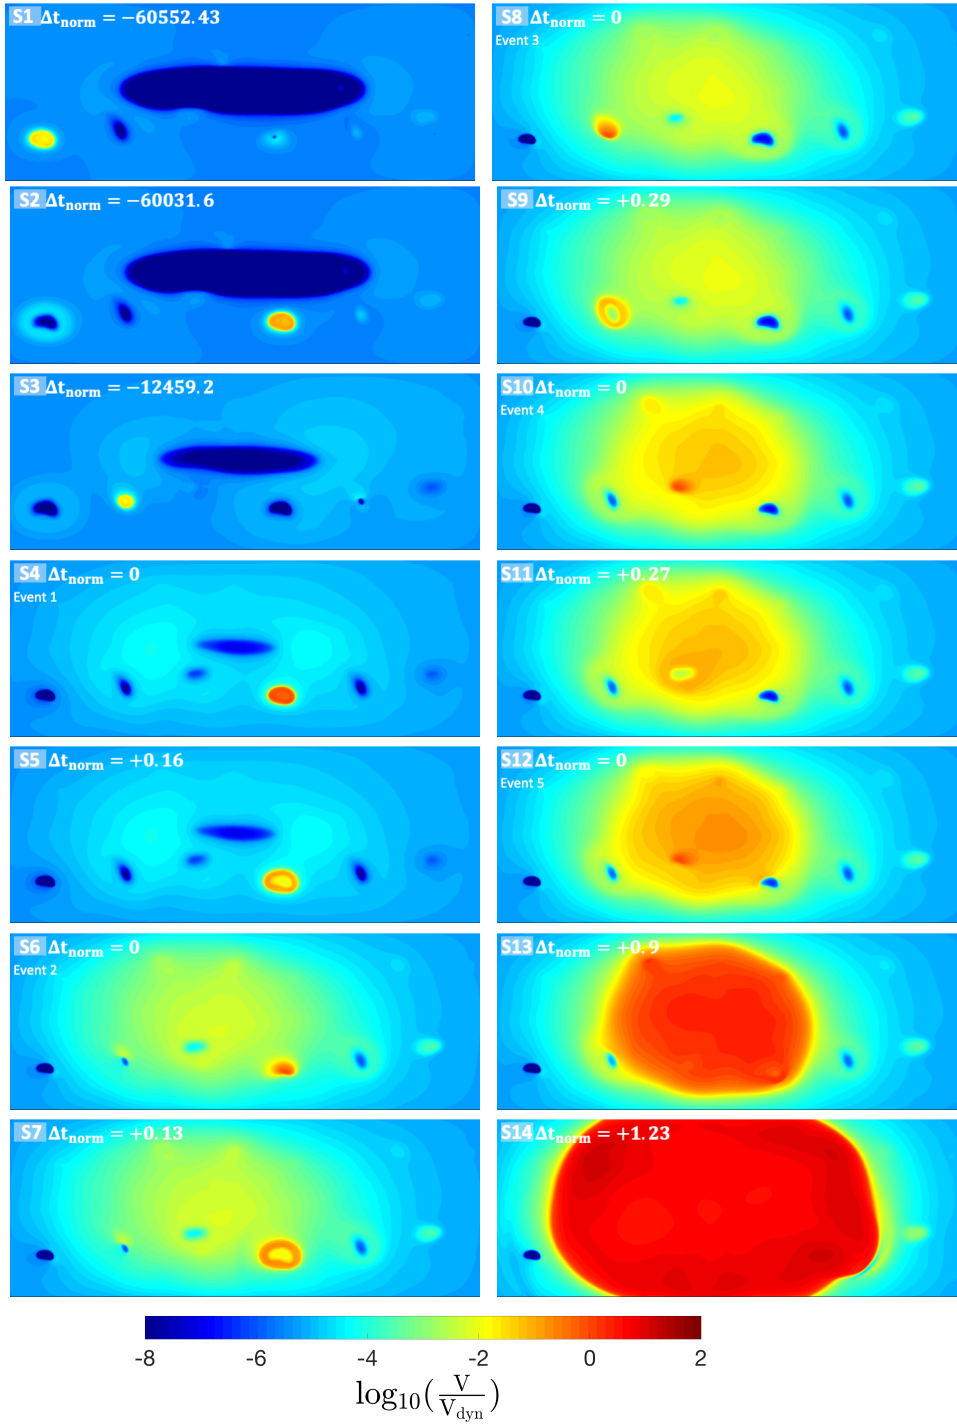 S1 Δt_norm = −60552.43
S2 Δt_norm = −60031.6
S3 Δt_norm = −12459.2
S4 Δt_norm = 0
Event 1
S5 Δt_norm = +0.16
S6 Δt_norm = 0
Event 2
S7 Δt_norm = +0.13
S8 Δt_norm = 0
Event 3
S9 Δt_norm = +0.29
S10 Δt_norm = 0
Event 4
S11 Δt_norm = +0.27
S12 Δt_norm = 0
Event 5
S13 Δt_norm = +0.9
S14 Δt_norm = +1.23
-8 -6 -4 -2 0 2
log₁₀(V/V_dyn)